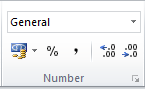 General
% , .0 .00 .00 .0
Number